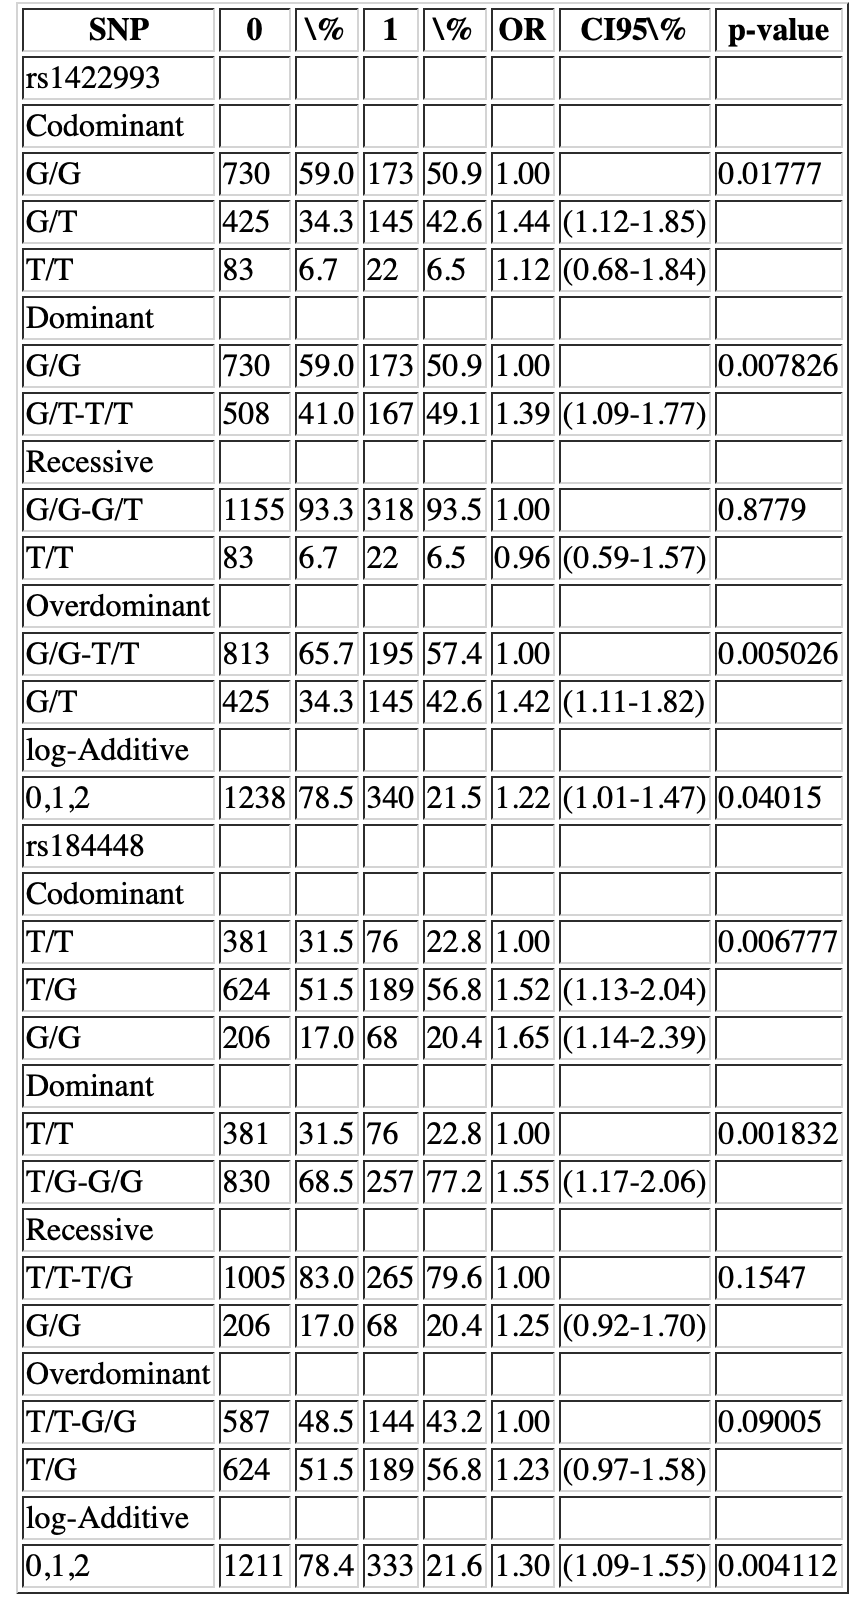 SNP 0 \% 1 \% OR CI95\% p-value
rs1422993
Codominant
G/G 730 59.0 173 50.9 1.00 0.01777
G/T 425 34.3 145 42.6 1.44 (1.12-1.85)
T/T 83 6.7 22 6.5 1.12 (0.68-1.84)
Dominant
G/G 730 59.0 173 50.9 1.00 0.007826
G/T-T/T 508 41.0 167 49.1 1.39 (1.09-1.77)
Recessive
G/G-G/T 1155 93.3 318 93.5 1.00 0.8779
T/T 83 6.7 22 6.5 0.96 (0.59-1.57)
Overdominant
G/G-T/T 813 65.7 195 57.4 1.00 0.005026
G/T 425 34.3 145 42.6 1.42 (1.11-1.82)
log-Additive
0,1,2 1238 78.5 340 21.5 1.22 (1.01-1.47) 0.04015
rs184448
Codominant
T/T 381 31.5 76 22.8 1.00 0.006777
T/G 624 51.5 189 56.8 1.52 (1.13-2.04)
G/G 206 17.0 68 20.4 1.65 (1.14-2.39)
Dominant
T/T 381 31.5 76 22.8 1.00 0.001832
T/G-G/G 830 68.5 257 77.2 1.55 (1.17-2.06)
Recessive
T/T-T/G 1005 83.0 265 79.6 1.00 0.1547
G/G 206 17.0 68 20.4 1.25 (0.92-1.70)
Overdominant
T/T-G/G 587 48.5 144 43.2 1.00 0.09005
T/G 624 51.5 189 56.8 1.23 (0.97-1.58)
log-Additive
0,1,2 1211 78.4 333 21.6 1.30 (1.09-1.55) 0.004112